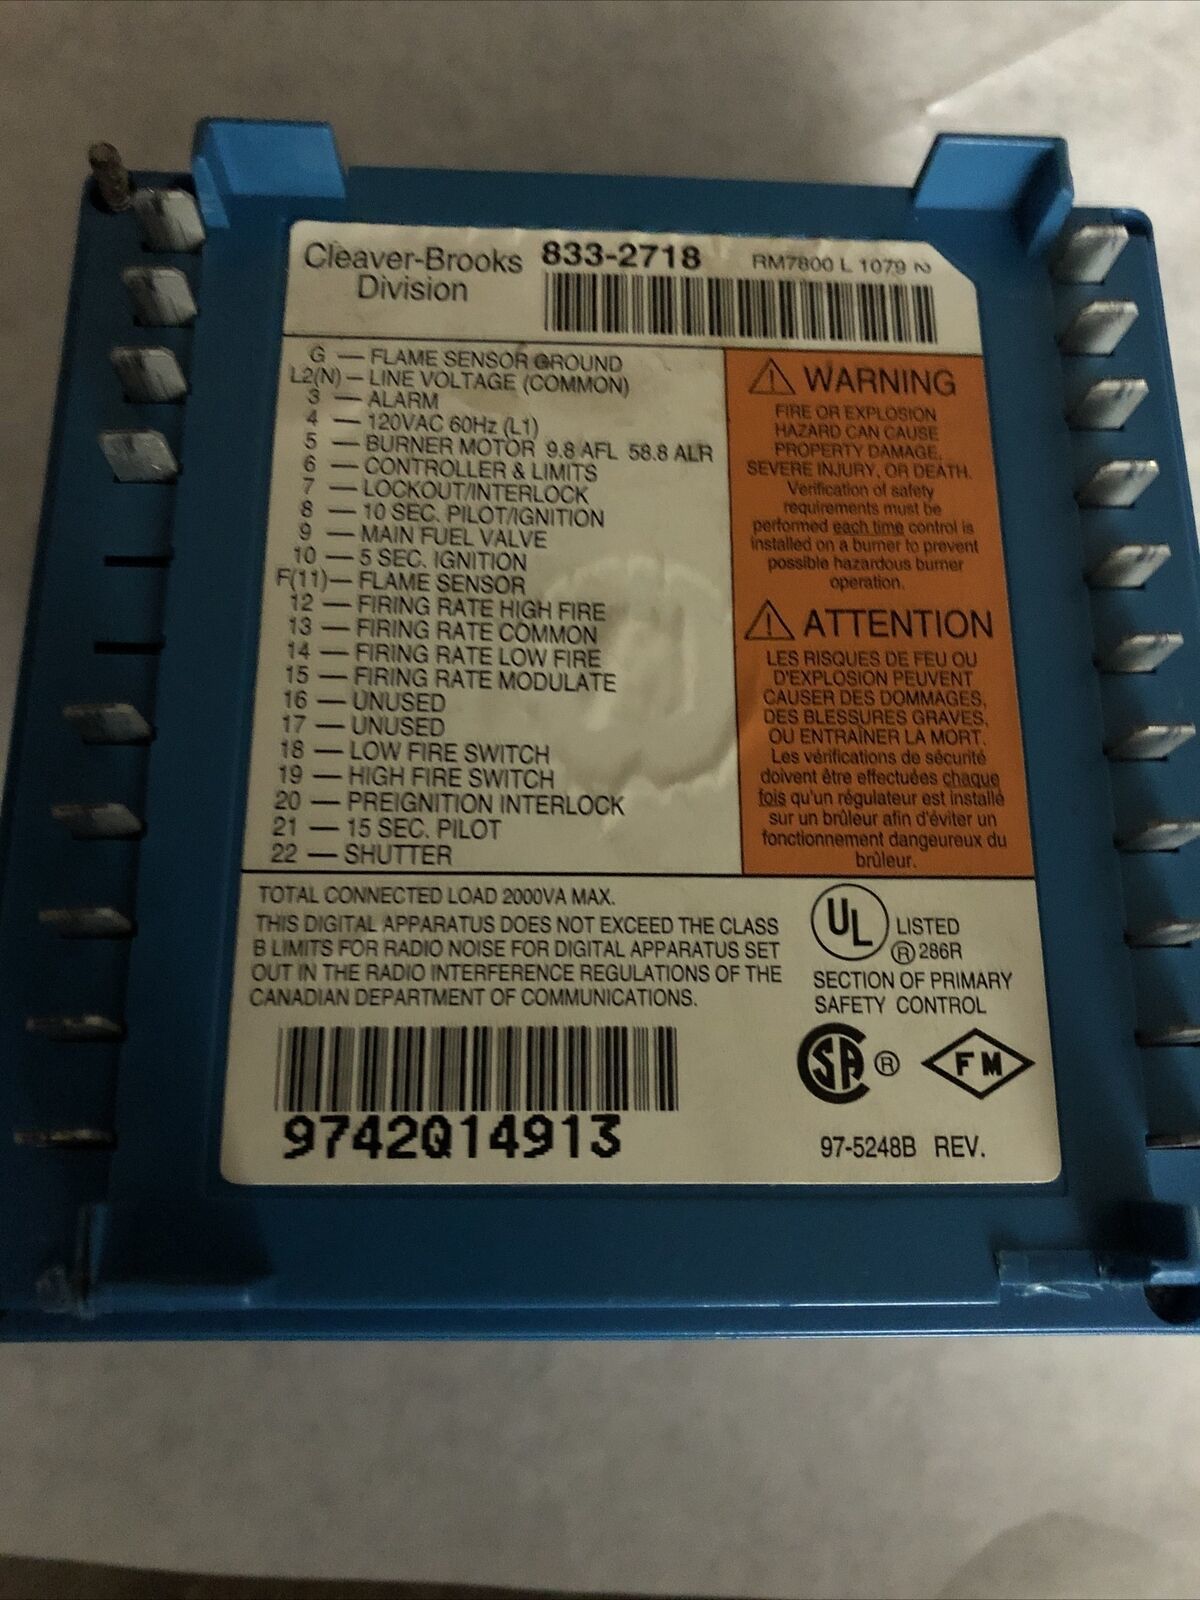 Cleaver-Brooks 833-2718 RM7800 L 1079 2
Division
G — FLAME SENSOR GROUND
L2(N) — LINE VOLTAGE (COMMON)
3 — ALARM
4 — 120VAC 60Hz (L1)
5 — BURNER MOTOR 9.8 AFL 58.8 ALR
6 — CONTROLLER & LIMITS
7 — LOCKOUT/INTERLOCK
8 — 10 SEC. PILOT/IGNITION
9 — MAIN FUEL VALVE
10 — 5 SEC. IGNITION
F(11) — FLAME SENSOR
12 — FIRING RATE HIGH FIRE
13 — FIRING RATE COMMON
14 — FIRING RATE LOW FIRE
15 — FIRING RATE MODULATE
16 — UNUSED
17 — UNUSED
18 — LOW FIRE SWITCH
19 — HIGH FIRE SWITCH
20 — PREIGNITION INTERLOCK
21 — 15 SEC. PILOT
22 — SHUTTER
WARNING
FIRE OR EXPLOSION
HAZARD CAN CAUSE
PROPERTY DAMAGE,
SEVERE INJURY, OR DEATH.
Verification of safety
requirements must be
performed each time control is
installed on a burner to prevent
possible hazardous burner
operation.
ATTENTION
LES RISQUES DE FEU OU
D'EXPLOSION PEUVENT
CAUSER DES DOMMAGES,
DES BLESSURES GRAVES,
OU ENTRAÎNER LA MORT.
Les vérifications de sécurité
doivent être effectuées chaque
fois qu'un régulateur est installé
sur un brûleur afin d'éviter un
fonctionnement dangeureux du
brûleur.
TOTAL CONNECTED LOAD 2000VA MAX.
THIS DIGITAL APPARATUS DOES NOT EXCEED THE CLASS
B LIMITS FOR RADIO NOISE FOR DIGITAL APPARATUS SET
OUT IN THE RADIO INTERFERENCE REGULATIONS OF THE
CANADIAN DEPARTMENT OF COMMUNICATIONS.
9742Q14913
UL LISTED
® 286R
SECTION OF PRIMARY
SAFETY CONTROL
SA ® FM
97-5248B REV.